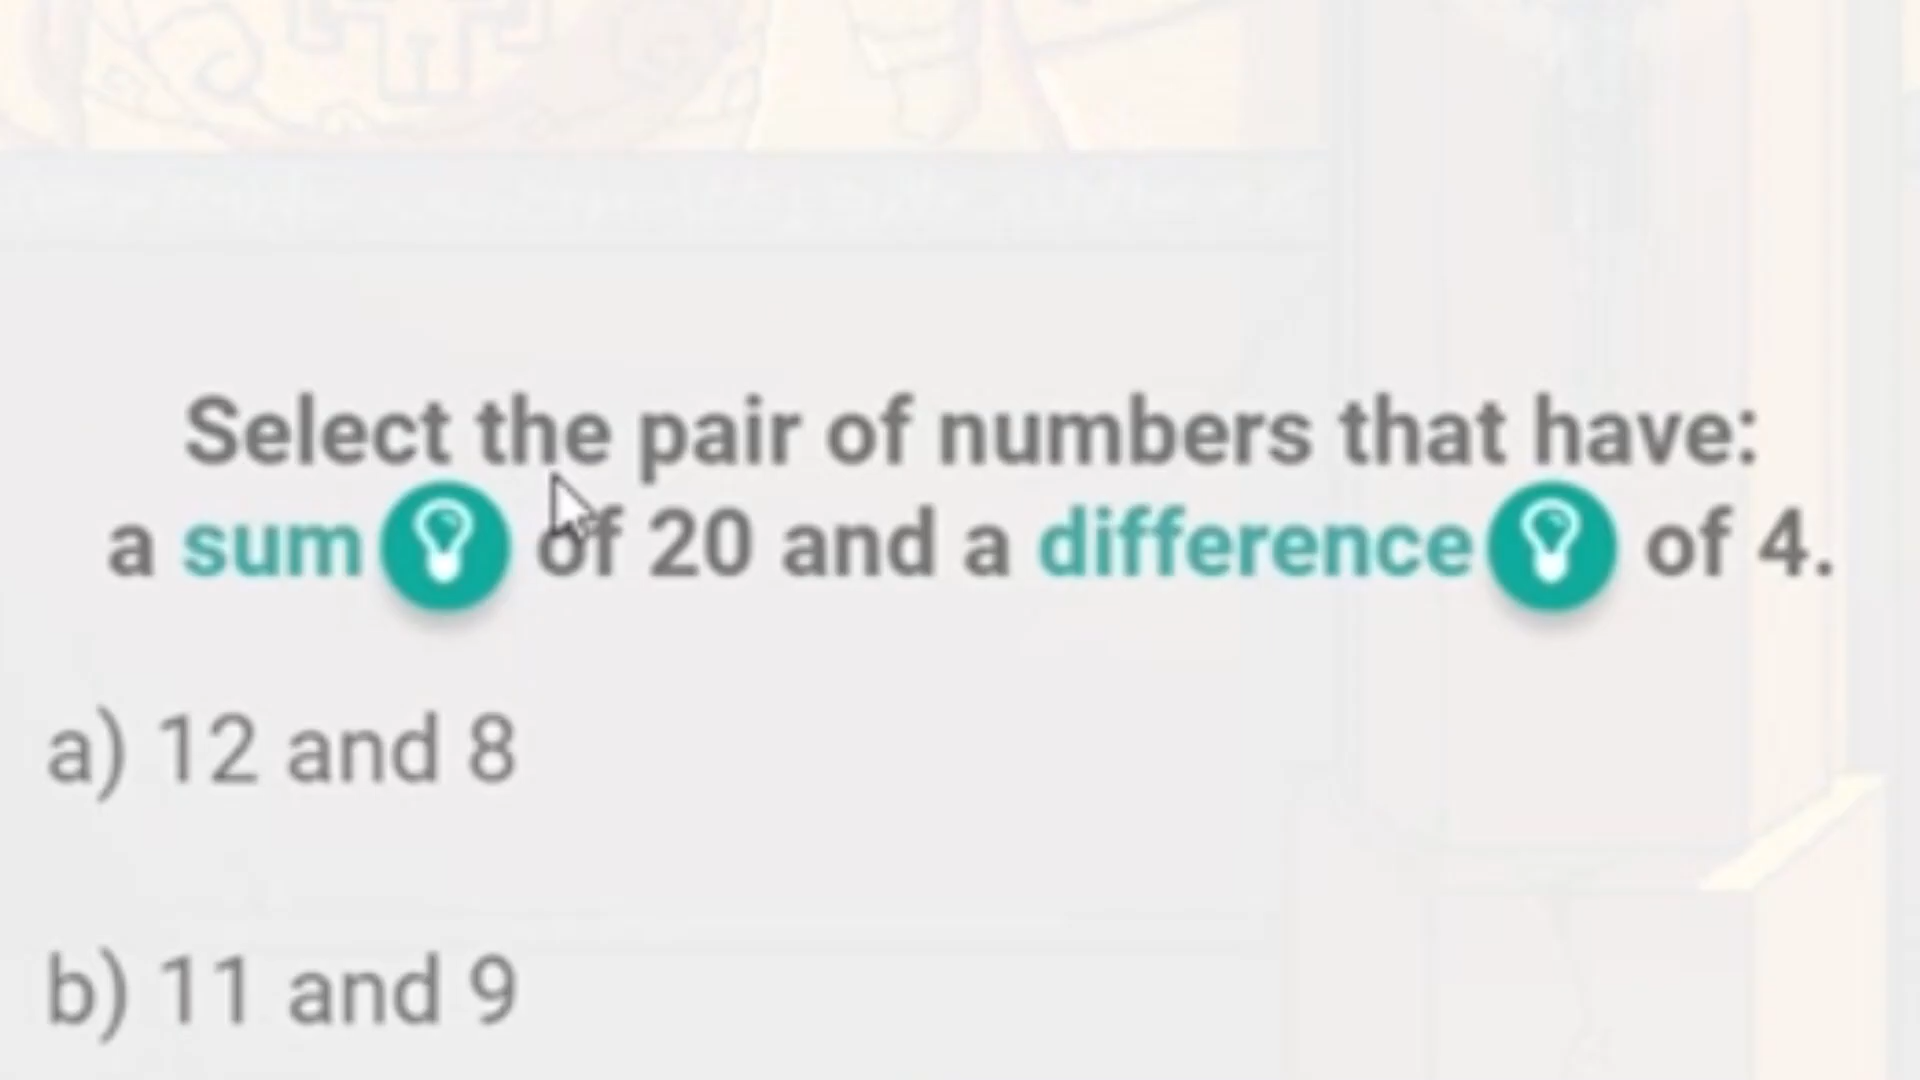 Select the pair of numbers that have:
a sum of 20 and a difference of 4.
a) 12 and 8
b) 11 and 9